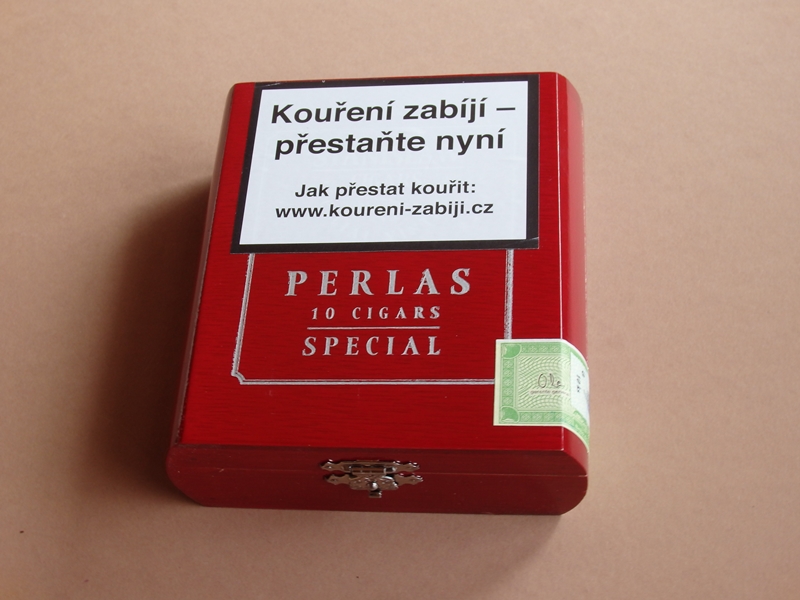 Kouření zabíjí –
přestaňte nyní
Jak přestat kouřit:
www.koureni-zabiji.cz
PERLAS
10 CIGARS
SPECIAL